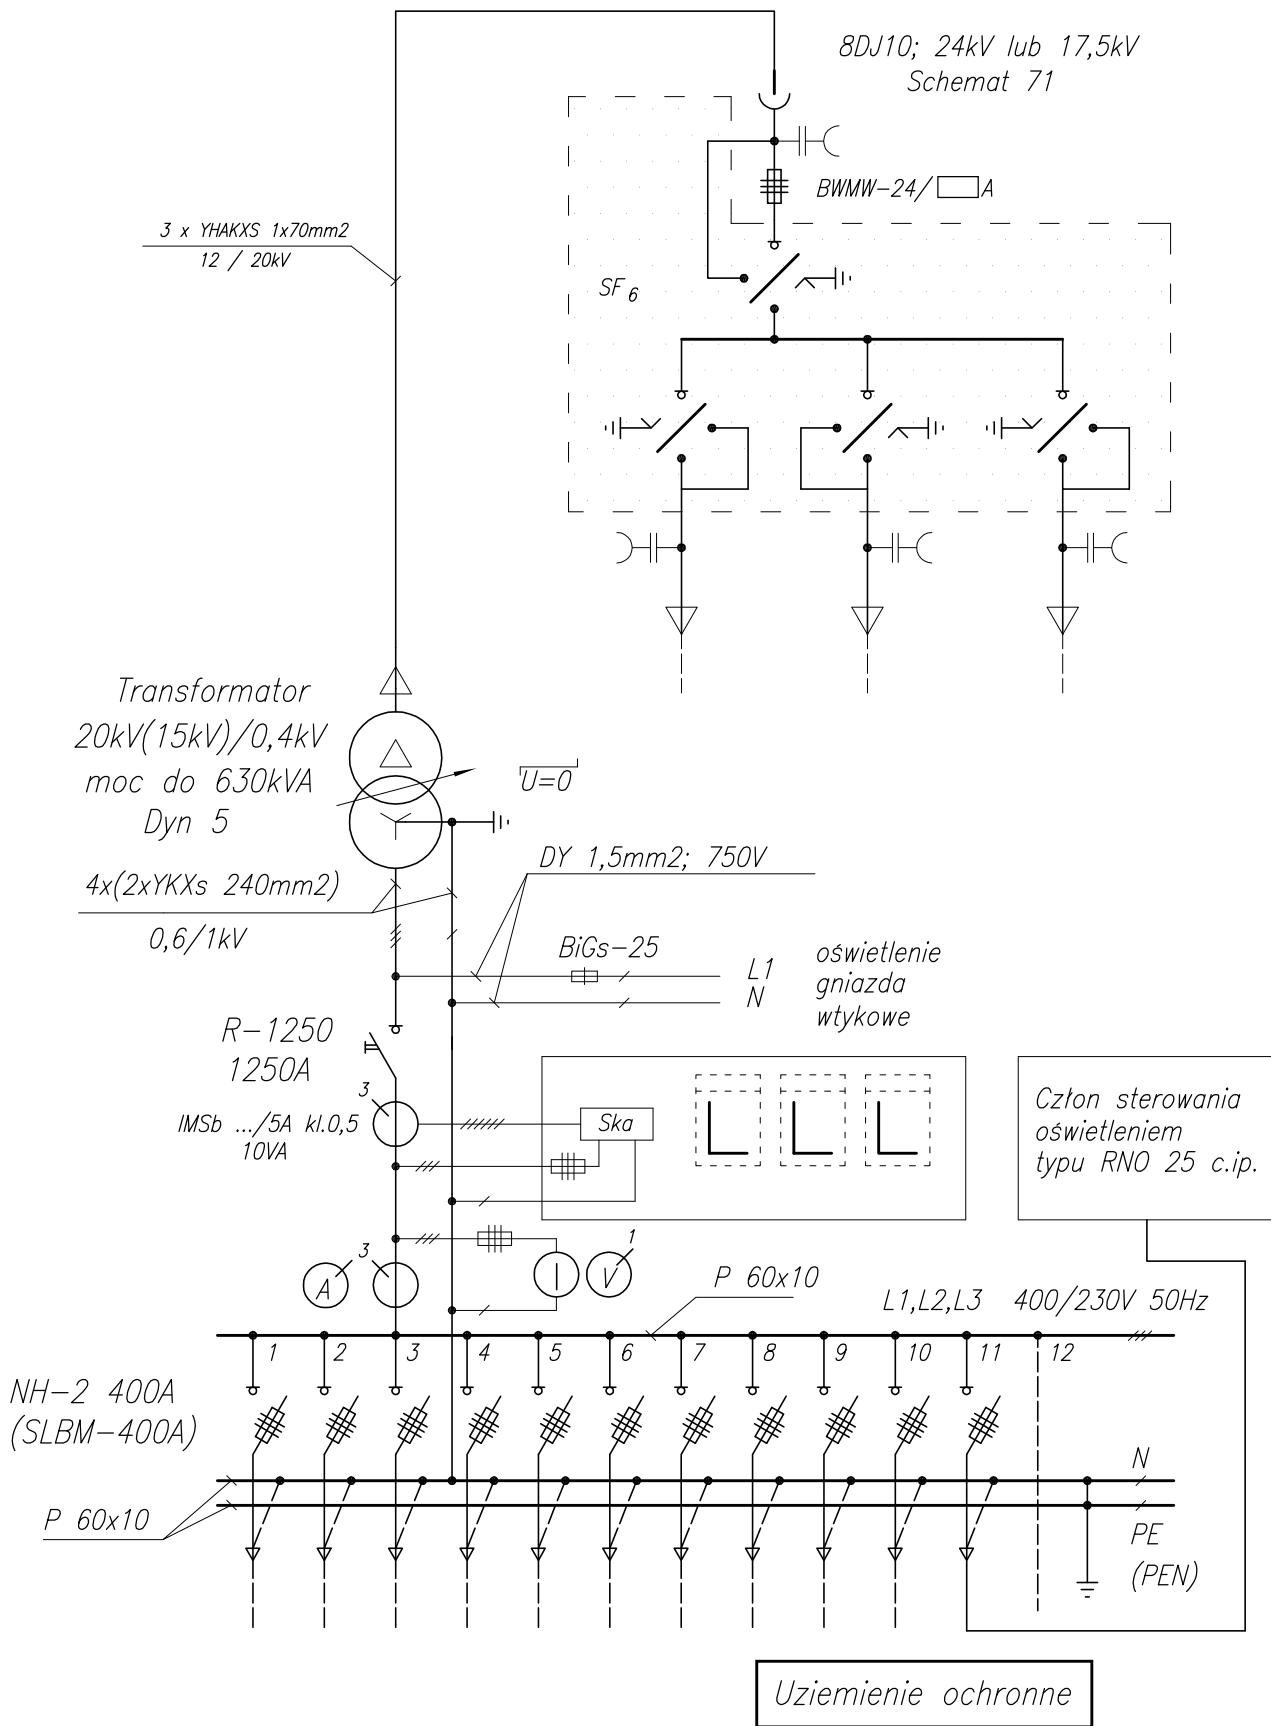 8DJ10; 24kV lub 17,5kV
Schemat 71
BWMW-24/ A
3 x YHAKXS 1x70mm2
12 / 20kV
SF6
Transformator
20kV(15kV)/0,4kV
moc do 630kVA
Dyn 5
U=0
4x(2xYKXs 240mm2)
0,6/1kV
DY 1,5mm2; 750V
BiGs-25
L1
N
oświetlenie
gniazda
wtykowe
R-1250
1250A
3
IMSb .../5A kl.0,5
10VA
Ska
Człon sterowania
oświetleniem
typu RNO 25 c.ip.
A
3
V
1
P 60x10
L1,L2,L3 400/230V 50Hz
1 2 3 4 5 6 7 8 9 10 11 12
NH-2 400A
(SLBM-400A)
N
P 60x10
PE
(PEN)
Uziemienie ochronne